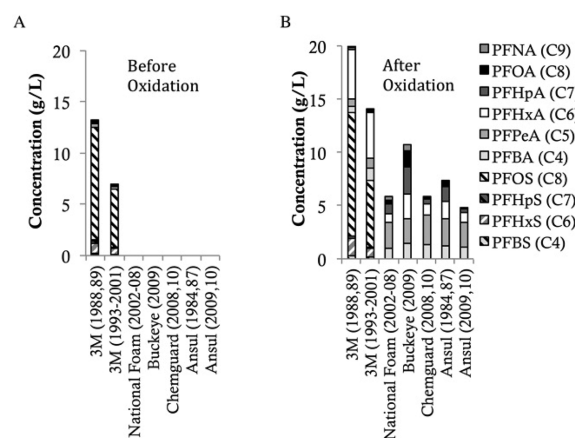 A
Concentration (g/L)
20
15
10
5
0
Before
Oxidation
3M (1988,89)
3M (1993-2001)
National Foam (2002-08)
Buckeye (2009)
Chemguard (2008,10)
Ansul (1984,87)
Ansul (2009,10)
B
Concentration (g/L)
20
15
10
5
0
After
Oxidation
3M (1988,89)
3M (1993-2001)
National Foam (2002-08)
Buckeye (2009)
Chemguard (2008,10)
Ansul (1984,87)
Ansul (2009,10)
PFNA (C9)
PFOA (C8)
PFHpA (C7
PFHxA (C6
PFPeA (C5)
PFBA (C4)
PFOS (C8)
PFHpS (C7)
PFHxS (C6)
PFBS (C4)